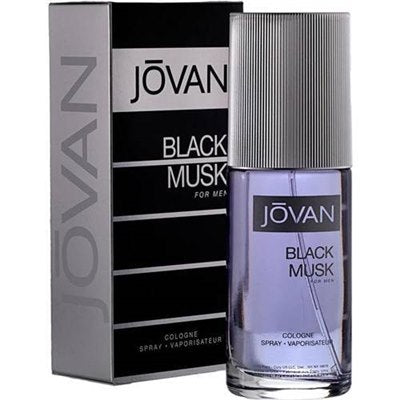 JŌVAN
JŌVAN
BLACK
MUSK
FOR MEN
COLOGNE
SPRAY • VAPORISATEUR
JŌVAN
BLACK
MUSK
FOR MEN
COLOGNE
SPRAY • VAPORISATEUR